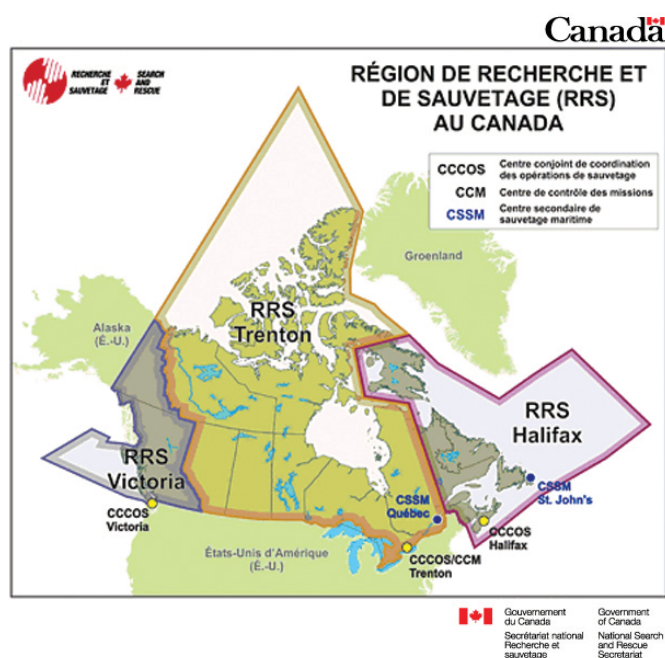 Canada
RECHERCHE
ET
SAUVETAGE
SEARCH
AND
RESCUE
RÉGION DE RECHERCHE ET
DE SAUVETAGE (RRS)
AU CANADA
CCCOS Centre conjoint de coordination
des opérations de sauvetage
CCM Centre de contrôle des missions
CSSM Centre secondaire de
sauvetage maritime
Groenland
Alaska
(É.-U.)
RRS
Trenton
RRS
Halifax
RRS
Victoria
CSSM
Québec
CSSM
St. John's
CCCOS
Victoria
CCCOS
Halifax
CCCOS/CCM
Trenton
États-Unis d'Amérique
(É.-U.)
Gouvernement
du Canada
Government
of Canada
Secrétariat national
Recherche et
sauvetage
National Search
and Rescue
Secretariat